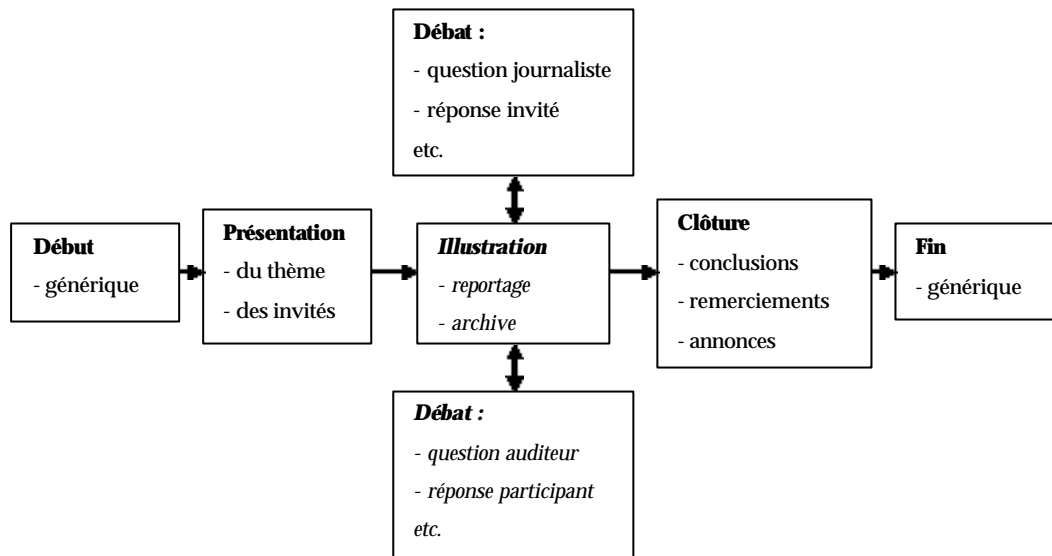 Débat :
- question journaliste
- réponse invité
etc.
Début
- générique
Présentation
- du thème
- des invités
Illustration
- reportage
- archive
Clôture
- conclusions
- remerciements
- annonces
Fin
- générique
Débat :
- question auditeur
- réponse participant
etc.